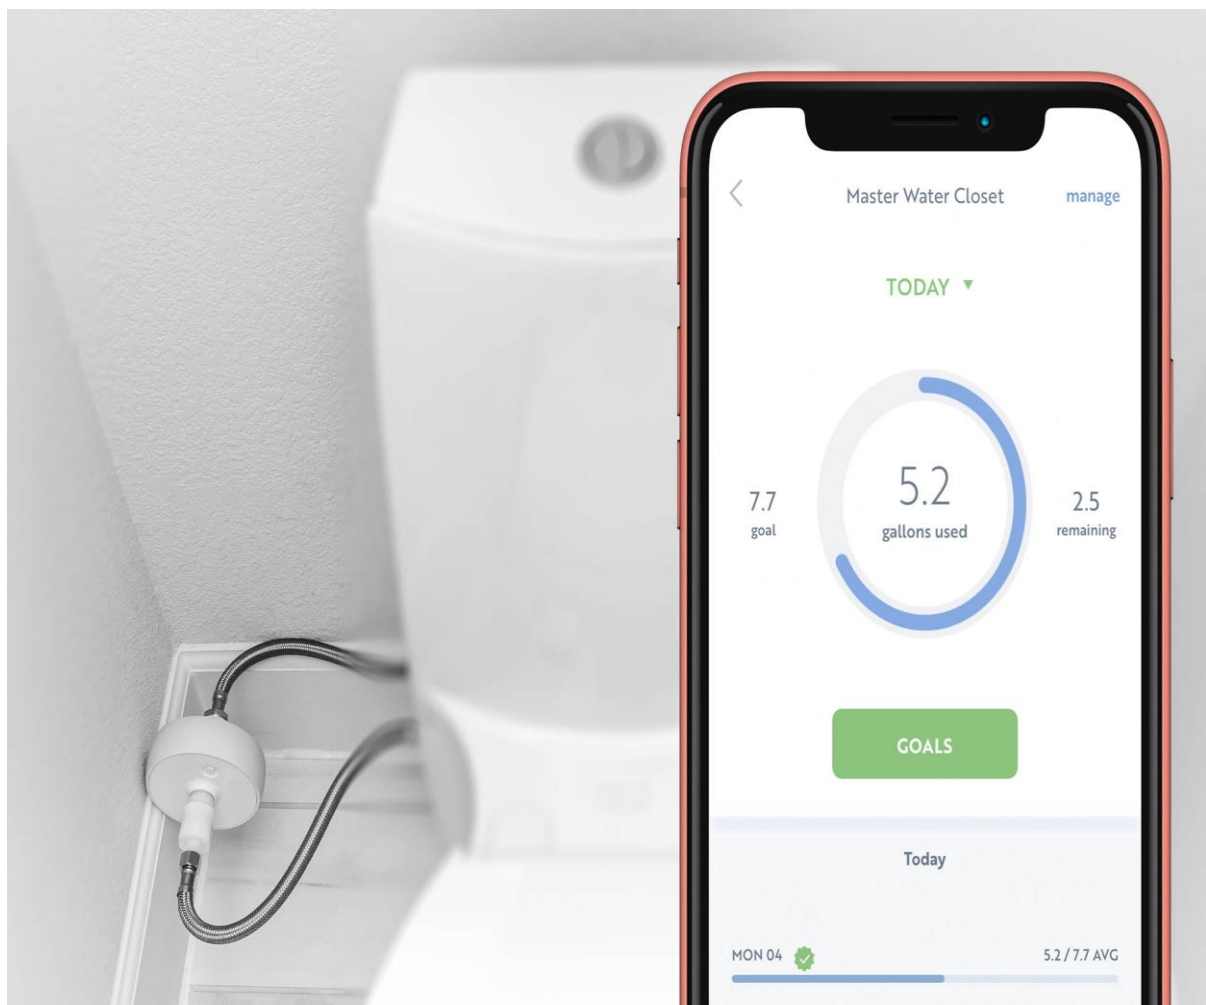 Master Water Closet
manage
TODAY
5.2
gallons used
7.7
goal
2.5
remaining
GOALS
Today
MON 04
5.2 / 7.7 AVG